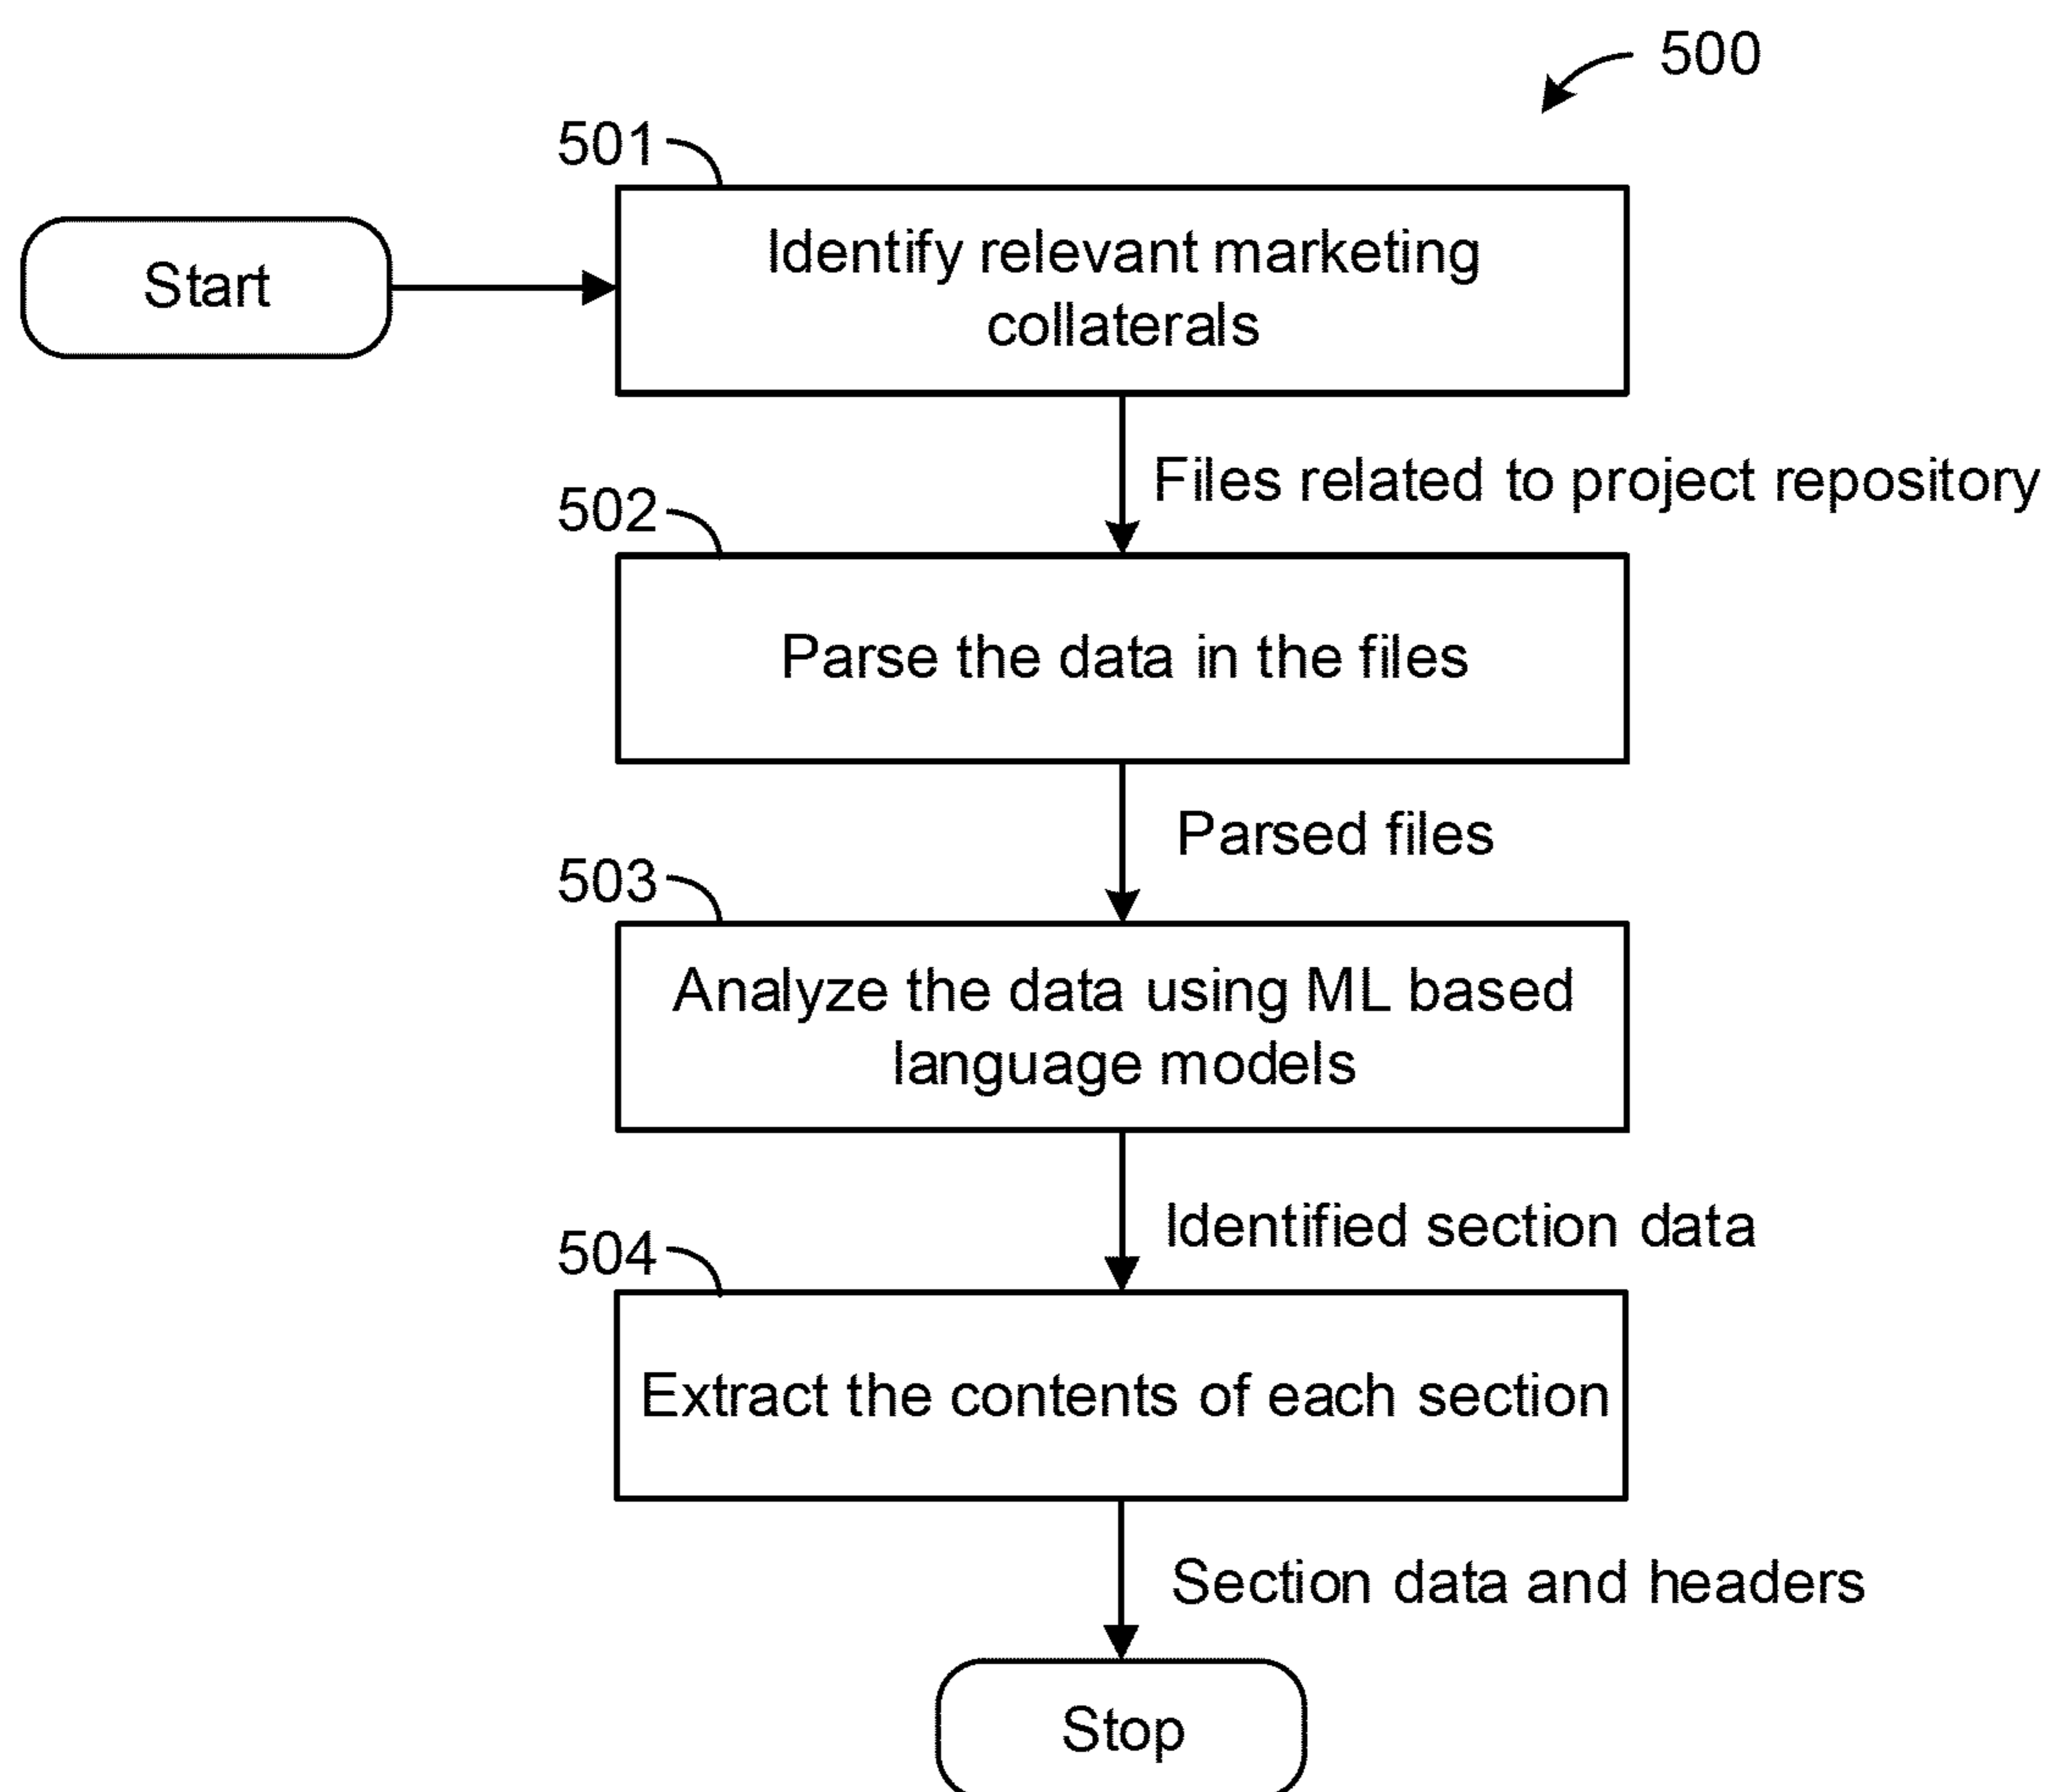 500
501
Start
Identify relevant marketing
collaterals
Files related to project repository
502
Parse the data in the files
Parsed files
503
Analyze the data using ML based
language models
Identified section data
504
Extract the contents of each section
Section data and headers
Stop